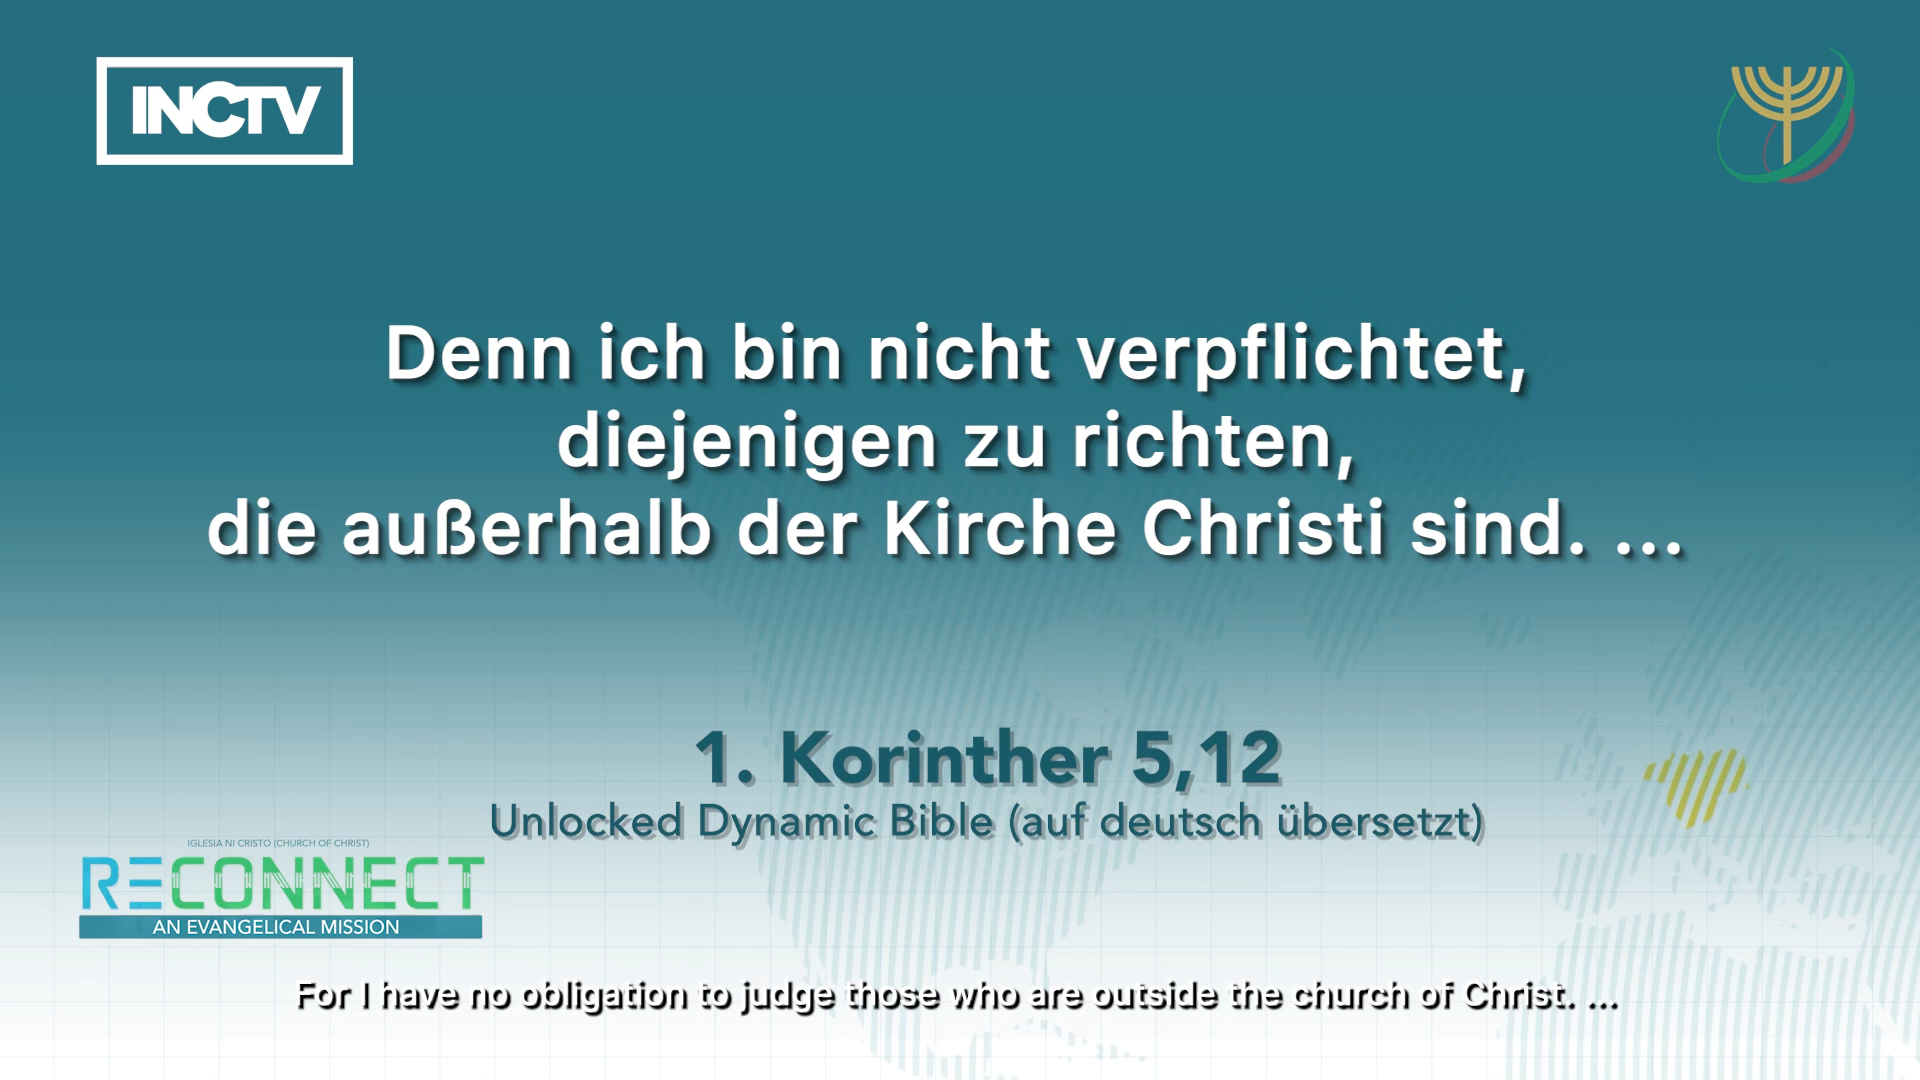 INCTV
Denn ich bin nicht verpflichtet,
diejenigen zu richten,
die außerhalb der Kirche Christi sind. ...
1. Korinther 5,12
Unlocked Dynamic Bible (auf deutsch übersetzt)
IGLESIA NI CRISTO (CHURCH OF CHRIST)
RECONNECT
AN EVANGELICAL MISSION
For I have no obligation to judge those who are outside the church of Christ. ...